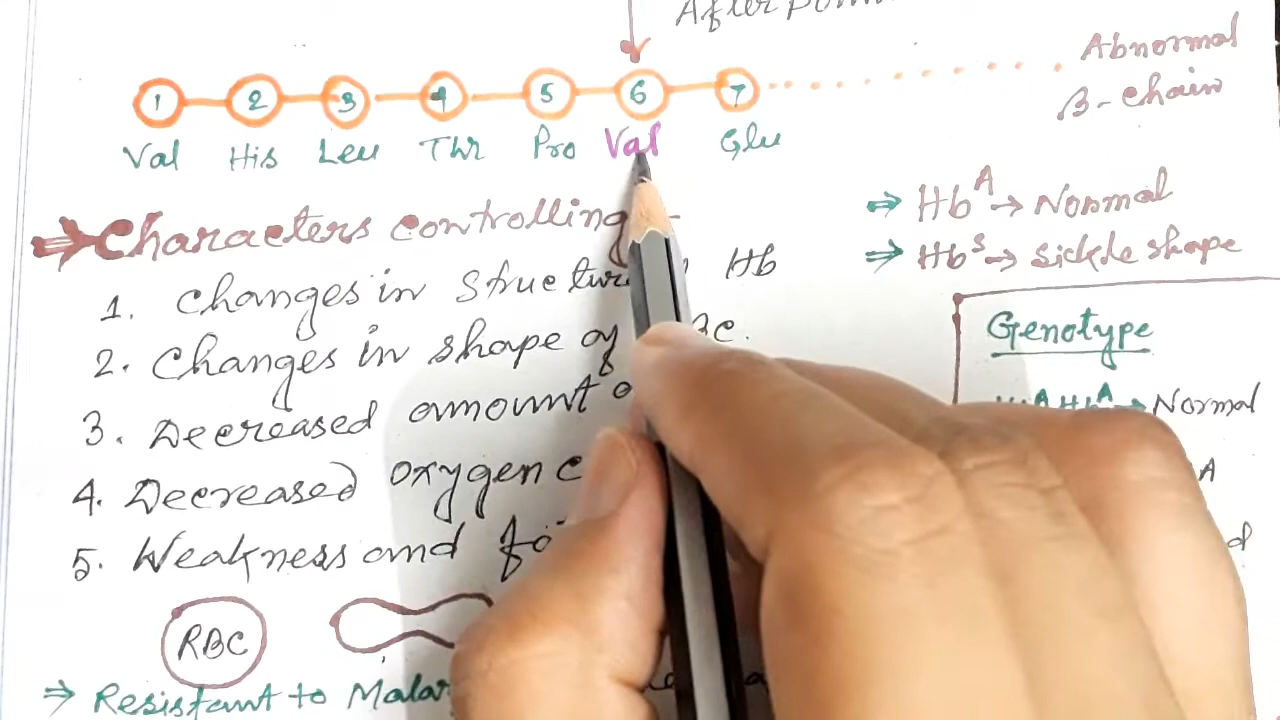 After
Abnormal
β-chain
1 2 3 4 5 6 7
Val His Leu Thr Pro Val Glu
⇒ Hb^A → Normal
⇒ Hb^S → Sickle shape
⇒ Characters controlling
1. Changes in Hb
2. Changes in shape of
3. Decreased amount
4. Decreased oxygen
5. Weakness and
RBC
⇒ Resistant to
Genotype
Normal